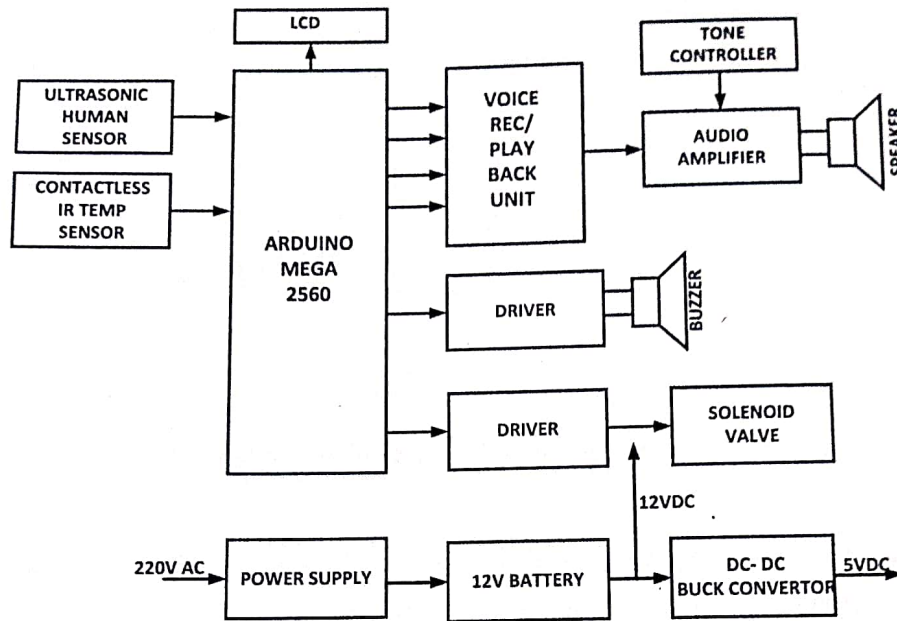 LCD
TONE
CONTROLLER
ULTRASONIC
HUMAN
SENSOR
VOICE
REC/
PLAY
BACK
UNIT
AUDIO
AMPLIFIER
SPEAKER
CONTACTLESS
IR TEMP
SENSOR
ARDUINO
MEGA
2560
DRIVER
BUZZER
DRIVER
SOLENOID
VALVE
12VDC
220V AC
POWER SUPPLY
12V BATTERY
DC- DC
BUCK CONVERTOR
5VDC